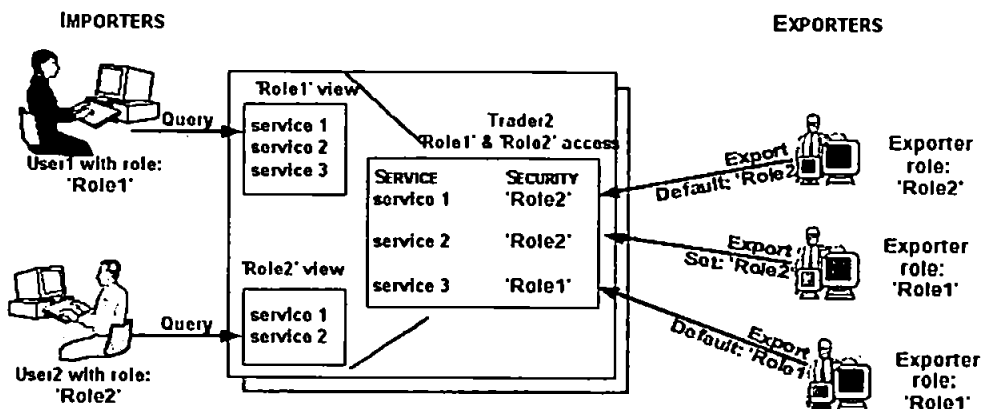 IMPORTERS
EXPORTERS
'Role1' view
Query
service 1
service 2
service 3
User1 with role:
'Role1'
Trader2
'Role1' & 'Role2' access
SERVICE SECURITY
service 1 'Role2'
service 2 'Role2'
service 3 'Role1'
'Role2' view
Query
service 1
service 2
User2 with role:
'Role2'
Export
Default: 'Role2
Exporter
role:
'Role2'
Export
Set: 'Role2'
Exporter
role:
'Role1'
Export
Default: 'Role1
Exporter
role:
'Role1'